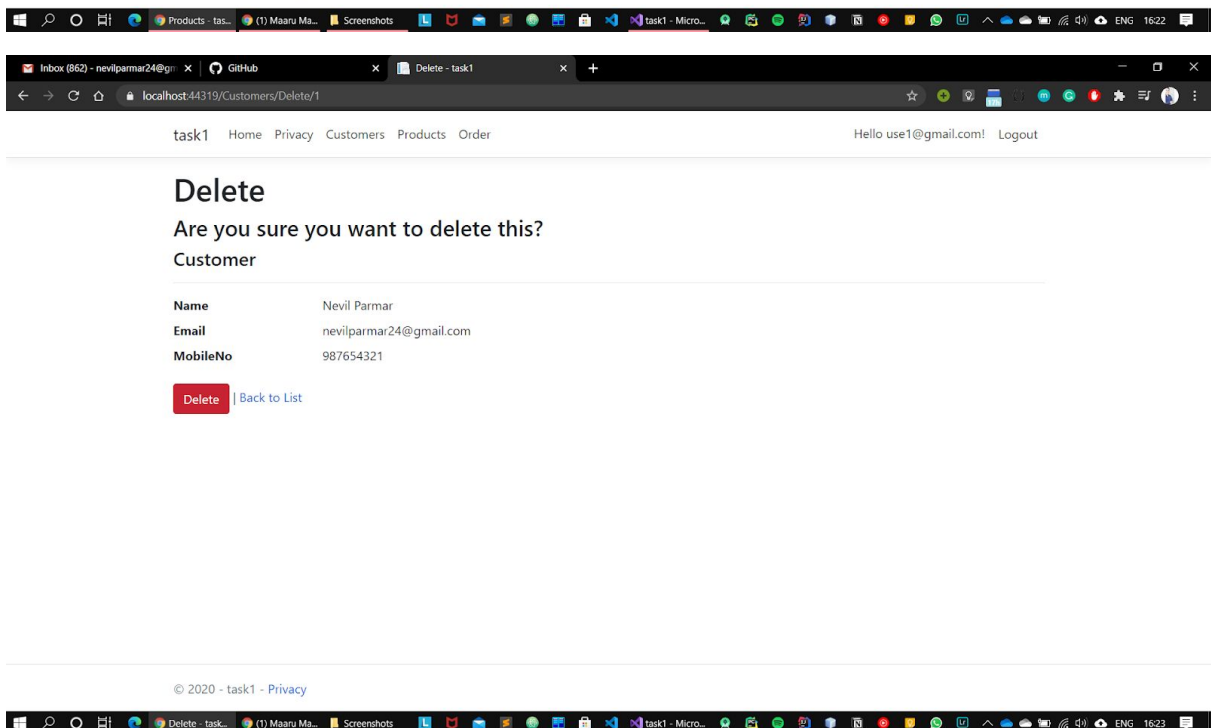 Products - tas... (1) Maaru Ma... Screenshots task1 - Micro... ENG 16:22
Inbox (862) - nevilparmar24@gm GitHub Delete - task1
localhost:44319/Customers/Delete/1
task1 Home Privacy Customers Products Order Hello use1@gmail.com! Logout
Delete
Are you sure you want to delete this?
Customer
Name Nevil Parmar
Email nevilparmar24@gmail.com
MobileNo 987654321
Delete | Back to List
© 2020 - task1 - Privacy
Delete - task... (1) Maaru Ma... Screenshots task1 - Micro... ENG 16:23